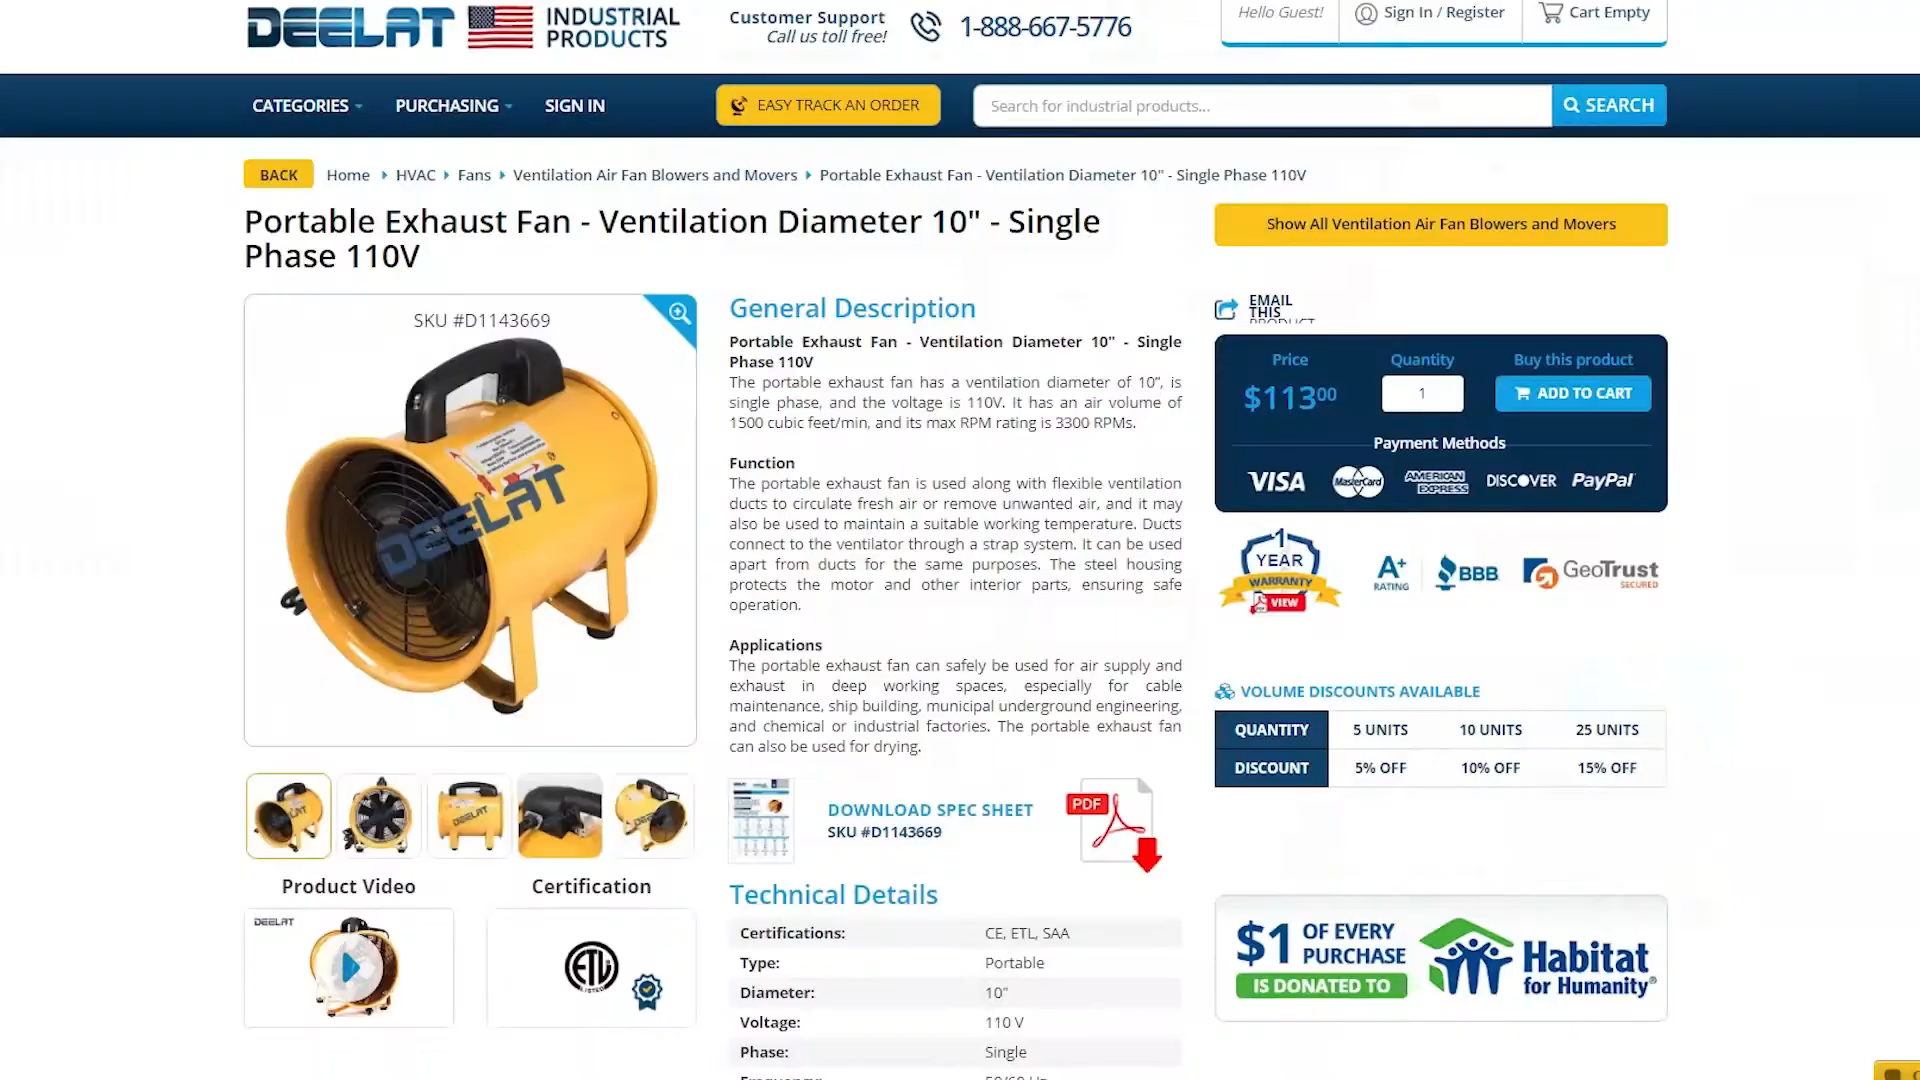 DEELAT
INDUSTRIAL
PRODUCTS
Customer Support
Call us toll free!
1-888-667-5776
Hello Guest!
Sign In / Register
Cart Empty
CATEGORIES
PURCHASING
SIGN IN
EASY TRACK AN ORDER
Search for industrial products...
SEARCH
BACK
Home
HVAC
Fans
Ventilation Air Fan Blowers and Movers
Portable Exhaust Fan - Ventilation Diameter 10" - Single Phase 110V
Portable Exhaust Fan - Ventilation Diameter 10" - Single
Phase 110V
Show All Ventilation Air Fan Blowers and Movers
SKU #D1143669
DEELAT
General Description
Portable Exhaust Fan - Ventilation Diameter 10" - Single
Phase 110V
The portable exhaust fan has a ventilation diameter of 10”, is
single phase, and the voltage is 110V. It has an air volume of
1500 cubic feet/min, and its max RPM rating is 3300 RPMs.
Function
The portable exhaust fan is used along with flexible ventilation
ducts to circulate fresh air or remove unwanted air, and it may
also be used to maintain a suitable working temperature. Ducts
connect to the ventilator through a strap system. It can be used
apart from ducts for the same purposes. The steel housing
protects the motor and other interior parts, ensuring safe
operation.
Applications
The portable exhaust fan can safely be used for air supply and
exhaust in deep working spaces, especially for cable
maintenance, ship building, municipal underground engineering,
and chemical or industrial factories. The portable exhaust fan
can also be used for drying.
DOWNLOAD SPEC SHEET
SKU #D1143669
PDF
Technical Details
Certifications: CE, ETL, SAA
Type: Portable
Diameter: 10"
Voltage: 110 V
Phase: Single
Frequency: 50/60 Hz
EMAIL
THIS
PRODUCT
Price
$113.00
Quantity
1
Buy this product
ADD TO CART
Payment Methods
VISA
MasterCard
AMERICAN
EXPRESS
DISCOVER
PayPal
1
YEAR
WARRANTY
VIEW
A+
RATING
BBB
GeoTrust
SECURED
VOLUME DISCOUNTS AVAILABLE
QUANTITY 5 UNITS 10 UNITS 25 UNITS
DISCOUNT 5% OFF 10% OFF 15% OFF
$1 OF EVERY
PURCHASE
IS DONATED TO
Habitat
for Humanity®
DEELAT
Product Video
Certification
DEELAT
ETL
LISTED